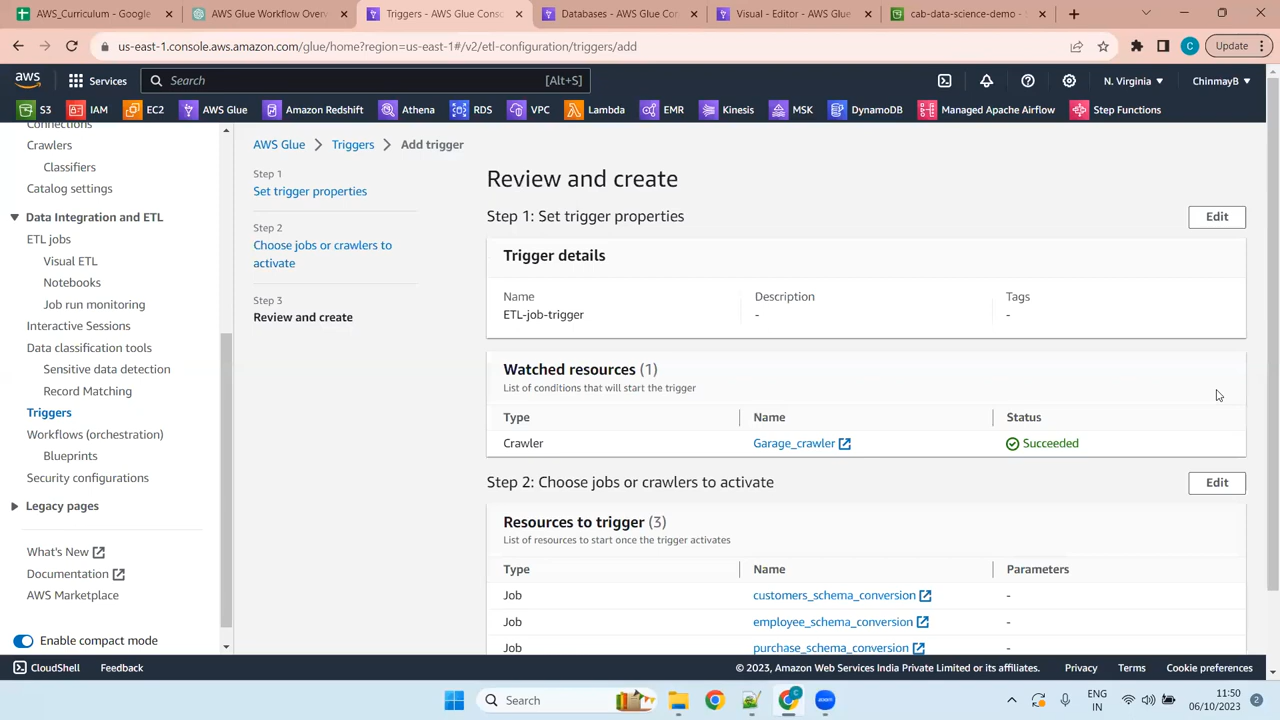 AWS_Curriculum - Google
AWS Glue Workflow Overv
Triggers - AWS Glue Cons
Databases - AWS Glue Con
Visual - Editor - AWS Glue
cab-data-science-demo -
us-east-1.console.aws.amazon.com/glue/home?region=us-east-1#/v2/etl-configuration/triggers/add
C
Update
aws
Services
Search
[Alt+S]
N. Virginia
ChinmayB
S3
IAM
EC2
AWS Glue
Amazon Redshift
Athena
RDS
VPC
Lambda
EMR
Kinesis
MSK
DynamoDB
Managed Apache Airflow
Step Functions
Connections
Crawlers
Classifiers
Catalog settings
Data Integration and ETL
ETL jobs
Visual ETL
Notebooks
Job run monitoring
Interactive Sessions
Data classification tools
Sensitive data detection
Record Matching
Triggers
Workflows (orchestration)
Blueprints
Security configurations
Legacy pages
What's New
Documentation
AWS Marketplace
Enable compact mode
AWS Glue
Triggers
Add trigger
Step 1
Set trigger properties
Step 2
Choose jobs or crawlers to
activate
Step 3
Review and create
Review and create
Step 1: Set trigger properties
Edit
Trigger details
Name
Description
Tags
ETL-job-trigger
-
-
Watched resources (1)
List of conditions that will start the trigger
Type
Name
Status
Crawler
Garage_crawler
Succeeded
Step 2: Choose jobs or crawlers to activate
Edit
Resources to trigger (3)
List of resources to start once the trigger activates
Type
Name
Parameters
Job
customers_schema_conversion
-
Job
employee_schema_conversion
-
Job
purchase_schema_conversion
-
CloudShell
Feedback
© 2023, Amazon Web Services India Private Limited or its affiliates.
Privacy
Terms
Cookie preferences
Search
C
zoom
ENG
IN
11:50
06/10/2023
2